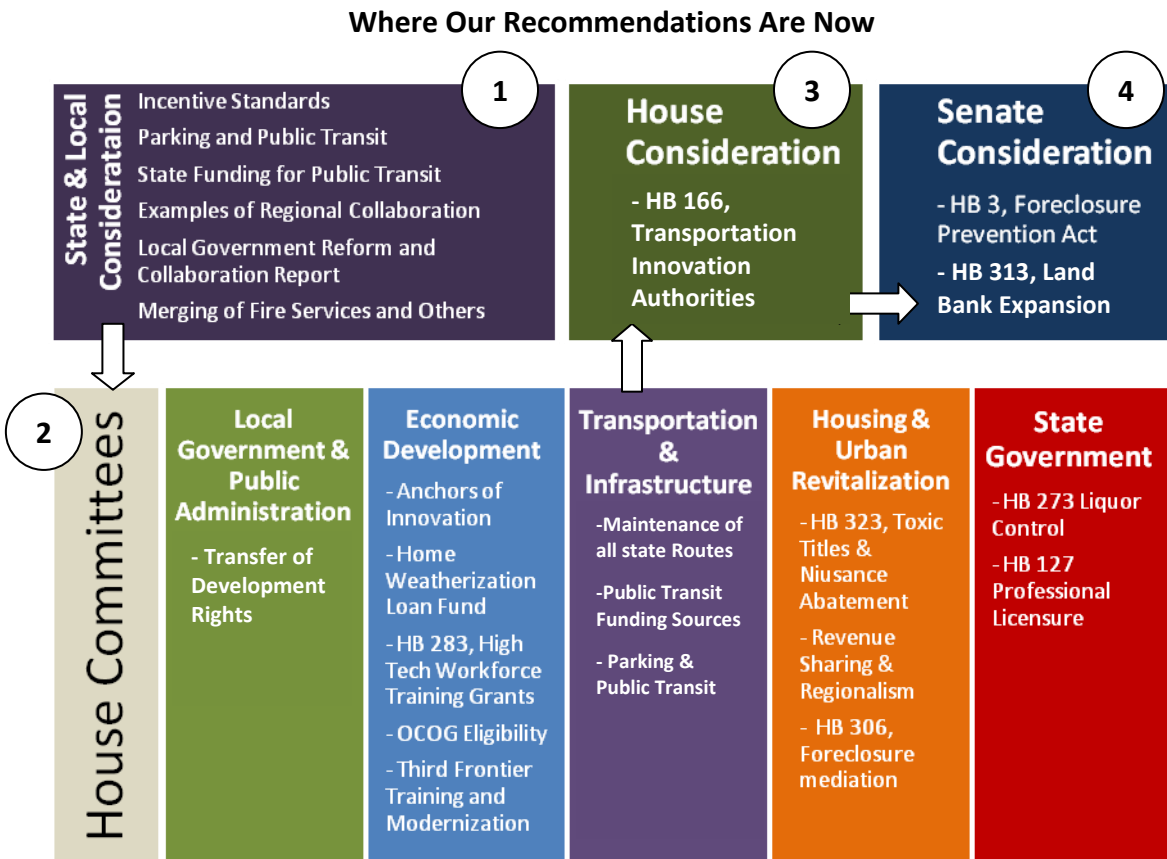 Where Our Recommendations Are Now
1
State & Local
Considerataion
Incentive Standards
Parking and Public Transit
State Funding for Public Transit
Examples of Regional Collaboration
Local Government Reform and
Collaboration Report
Merging of Fire Services and Others
3
House
Consideration
- HB 166,
Transportation
Innovation
Authorities
4
Senate
Consideration
- HB 3, Foreclosure
Prevention Act
- HB 313, Land
Bank Expansion
2
House Committees
Local
Government &
Public
Administration
- Transfer of
Development
Rights
Economic
Development
- Anchors of
Innovation
- Home
Weatherization
Loan Fund
- HB 283, High
Tech Workforce
Training Grants
- OCOG Eligibility
- Third Frontier
Training and
Modernization
Transportation
&
Infrastructure
-Maintenance of
all state Routes
-Public Transit
Funding Sources
- Parking &
Public Transit
Housing &
Urban
Revitalization
- HB 323, Toxic
Titles &
Niusance
Abatement
- Revenue
Sharing &
Regionalism
- HB 306,
Foreclosure
mediation
State
Government
- HB 273 Liquor
Control
- HB 127
Professional
Licensure